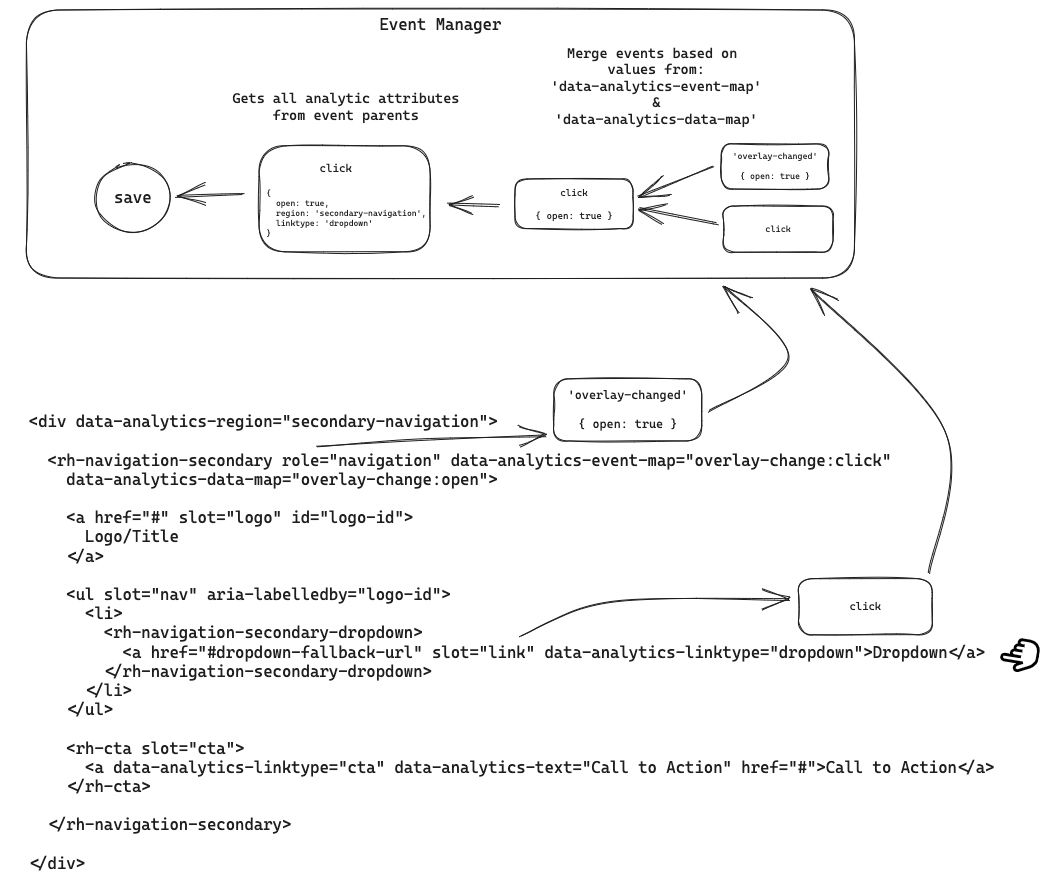 Event Manager
Merge events based on
values from:
'data-analytics-event-map'
&
'data-analytics-data-map'
Gets all analytic attributes
from event parents
save
click
{
open: true,
region: 'secondary-navigation',
linktype: 'dropdown'
}
click
{ open: true }
'overlay-changed'
{ open: true }
click
'overlay-changed'
{ open: true }
<div data-analytics-region="secondary-navigation">
<rh-navigation-secondary role="navigation" data-analytics-event-map="overlay-change:click"
data-analytics-data-map="overlay-change:open">
<a href="#" slot="logo" id="logo-id">
Logo/Title
</a>
<ul slot="nav" aria-labelledby="logo-id">
<li>
<rh-navigation-secondary-dropdown>
click
<a href="#dropdown-fallback-url" slot="link" data-analytics-linktype="dropdown">Dropdown</a>
</rh-navigation-secondary-dropdown>
</li>
</ul>
<rh-cta slot="cta">
<a data-analytics-linktype="cta" data-analytics-text="Call to Action" href="#">Call to Action</a>
</rh-cta>
</rh-navigation-secondary>
</div>